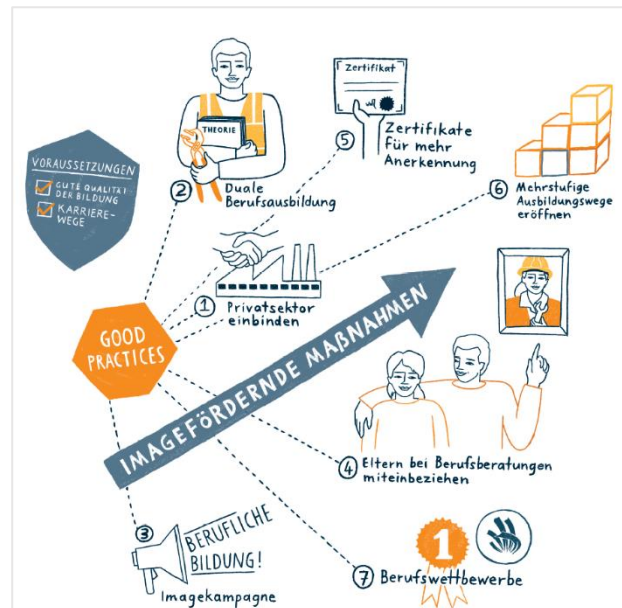 VORAUSSETZUNGEN
GUTE QUALITÄT
DER BILDUNG
KARRIERE-
WEGE
THEORIE
2 Duale
Berufsausbildung
Zertifikat
5 Zertifikate
für mehr
Anerkennung
6 Mehrstufige
Ausbildungswege
eröffnen
1 Privatsektor
einbinden
GOOD
PRACTICES
IMAGEFÖRDERNDE MAẞNAHMEN
4 Eltern bei Berufsberatungen
miteinbeziehen
3 BERUFLICHE
BILDUNG!
Imagekampagne
1
7 Berufswettbewerbe